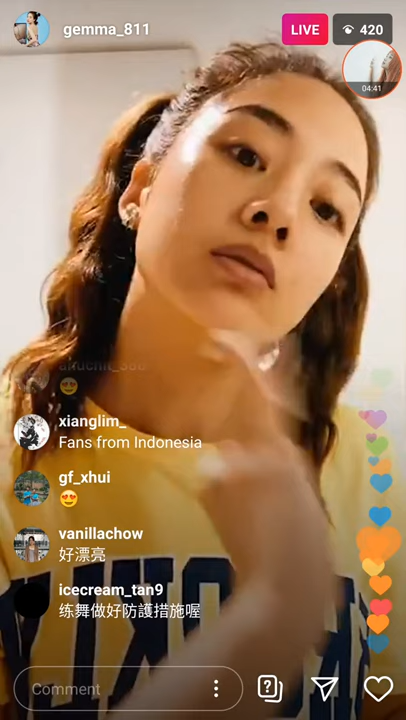 gemma_811
LIVE
420
04:41
xianglim_
Fans from Indonesia
gf_xhui
vanillachow
好漂亮
icecream_tan9
练舞做好防護措施喔
Comment